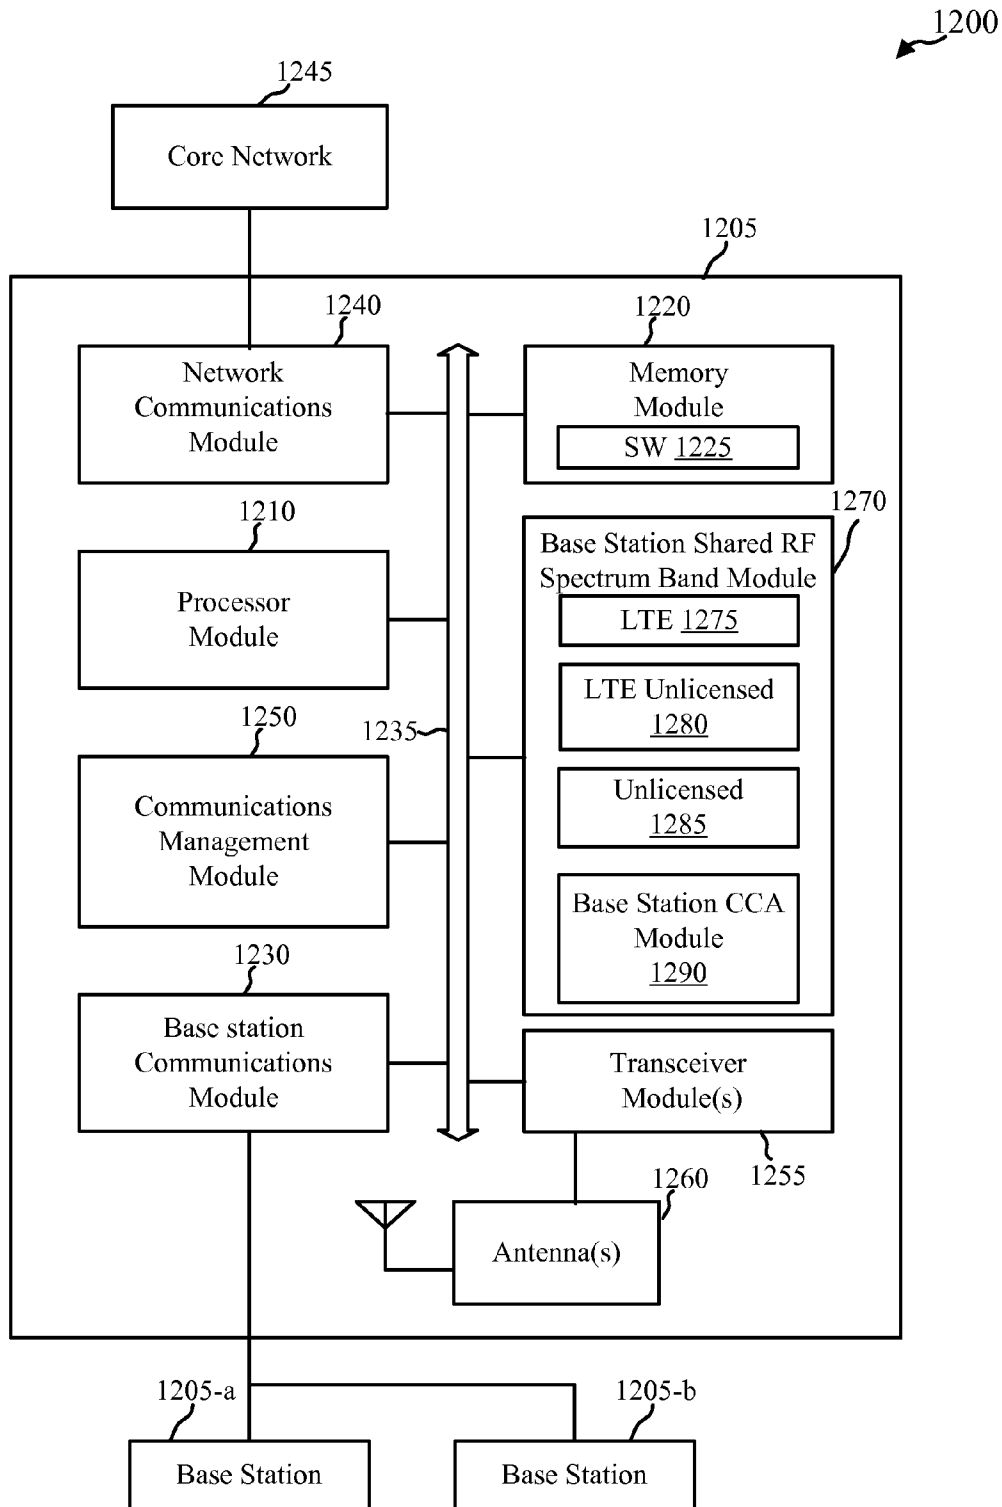 1200
1245
Core Network
1205
1240
Network
Communications
Module
1220
Memory
Module
SW 1225
1210
Processor
Module
1270
Base Station Shared RF
Spectrum Band Module
LTE 1275
LTE Unlicensed
1280
Unlicensed
1285
Base Station CCA
Module
1290
1235
1250
Communications
Management
Module
1230
Base station
Communications
Module
Transceiver
Module(s)
1255
1260
Antenna(s)
1205-a
Base Station
1205-b
Base Station